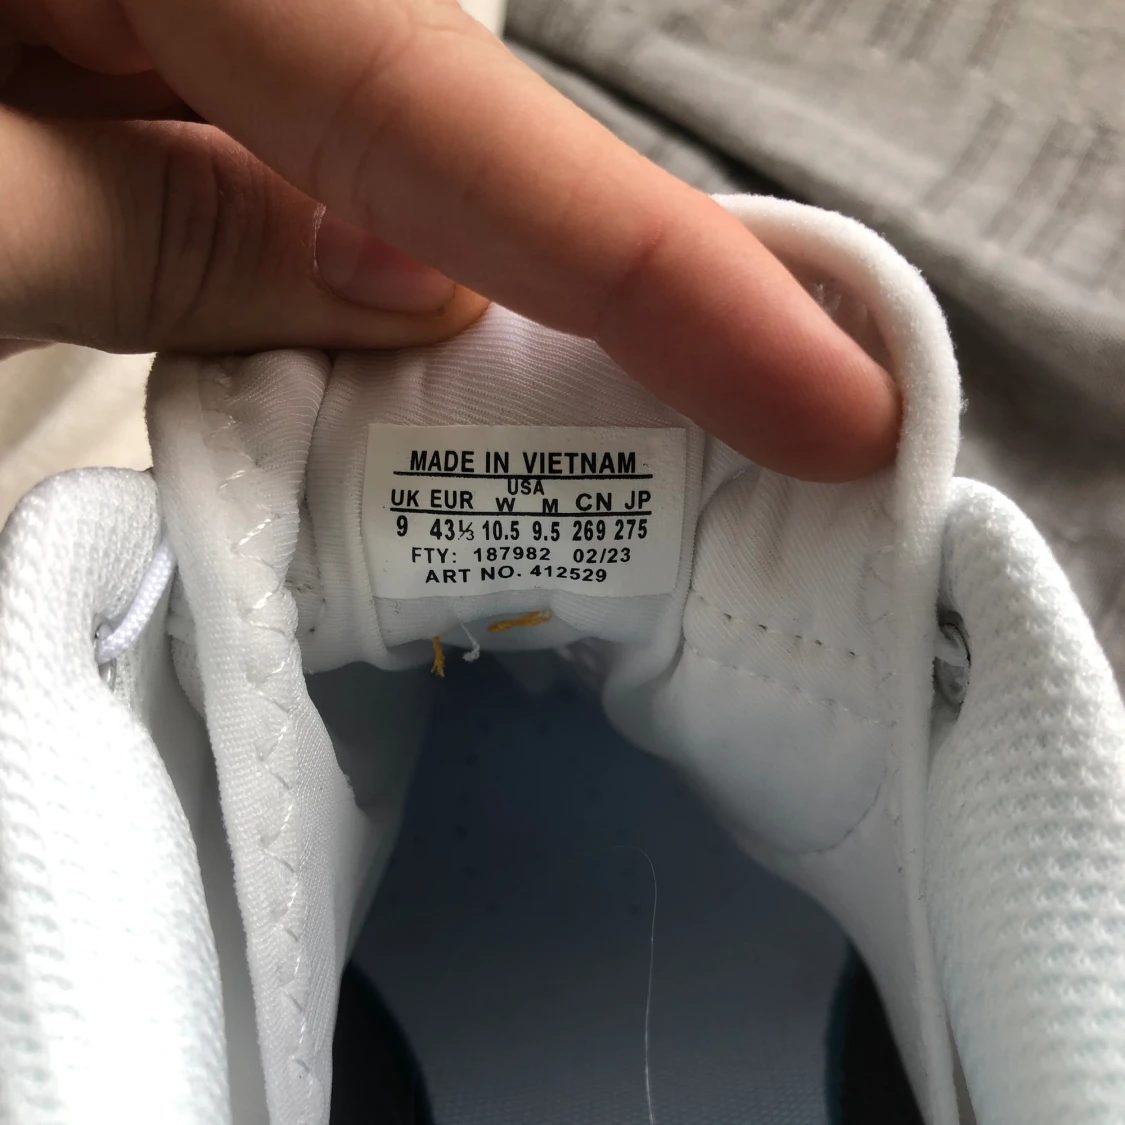 MADE IN VIETNAM
USA
UK EUR W M CN JP
9 43⅓ 10.5 9.5 269 275
FTY: 187982 02/23
ART NO. 412529